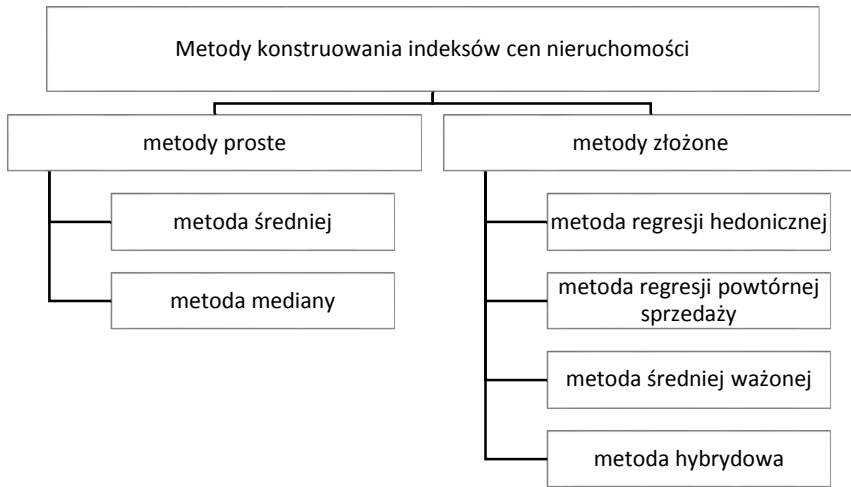 Metody konstruowania indeksów cen nieruchomości
metody proste
metoda średniej
metoda mediany
metody złożone
metoda regresji hedonicznej
metoda regresji powtórnej
sprzedaży
metoda średniej ważonej
metoda hybrydowa